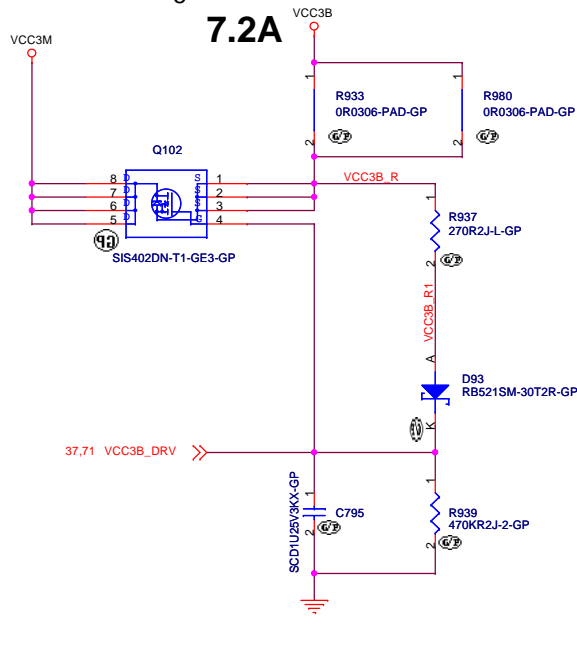 VCC3B
7.2A
VCC3M
1
R933
0R0306-PAD-GP
2
G/P
1
R980
0R0306-PAD-GP
2
G/P
Q102
8 D S 1
7 D S 2
6 D S 3
5 D G 4
GP
SIS402DN-T1-GE3-GP
VCC3B_R
1
R937
270R2J-L-GP
2
G/P
VCC3B_R1
A
D93
RB521SM-30T2R-GP
K
37,71 VCC3B_DRV
1
C795
SCD1U25V3KX-GP
2
G/P
1
R939
470KR2J-2-GP
2
G/P